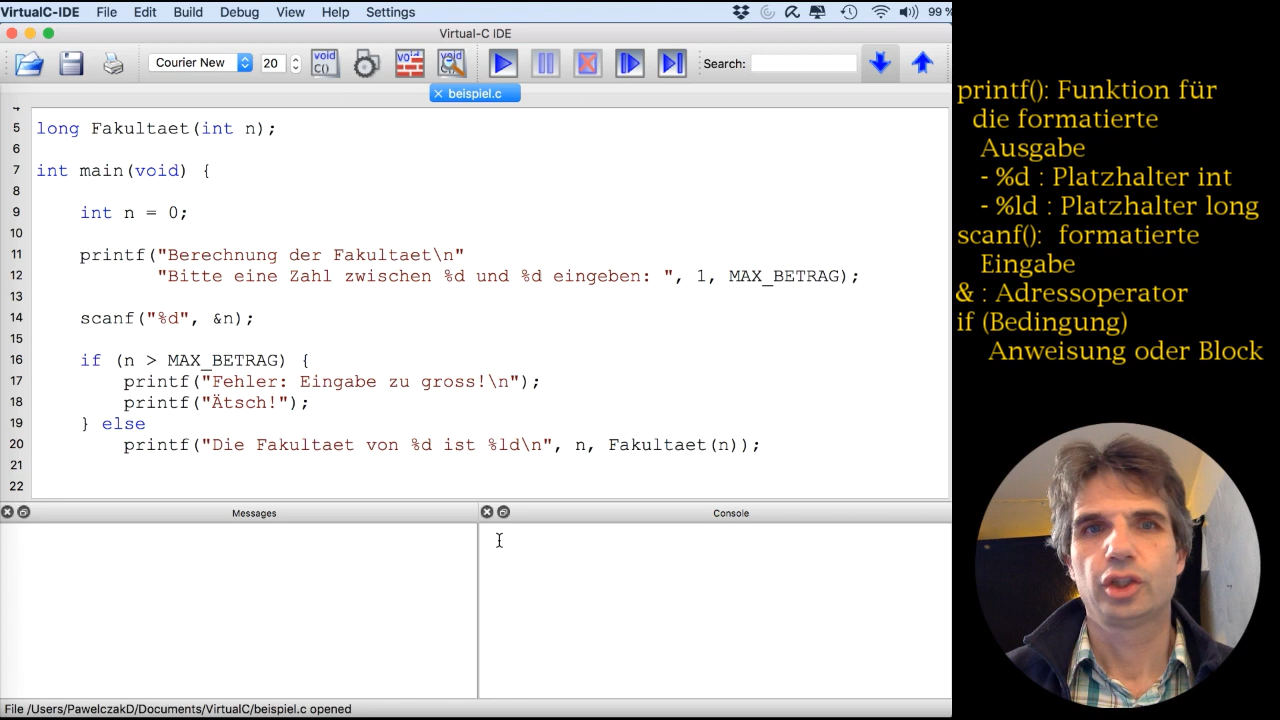 VirtualC-IDE File Edit Build Debug View Help Settings 99 %
Virtual-C IDE
Courier New 20 void C() Search:
beispiel.c
5 long Fakultaet(int n);
6
7 int main(void) {
8
9 int n = 0;
10
11 printf("Berechnung der Fakultaet\n"
12 "Bitte eine Zahl zwischen %d und %d eingeben: ", 1, MAX_BETRAG);
13
14 scanf("%d", &n);
15
16 if (n > MAX_BETRAG) {
17 printf("Fehler: Eingabe zu gross!\n");
18 printf("Ätsch!");
19 } else
20 printf("Die Fakultaet von %d ist %ld\n", n, Fakultaet(n));
21
22
Messages Console
File /Users/PawelczakD/Documents/VirtualC/beispiel.c opened
printf(): Funktion für
die formatierte
Ausgabe
- %d : Platzhalter int
- %ld : Platzhalter long
scanf(): formatierte
Eingabe
& : Adressoperator
if (Bedingung)
Anweisung oder Block